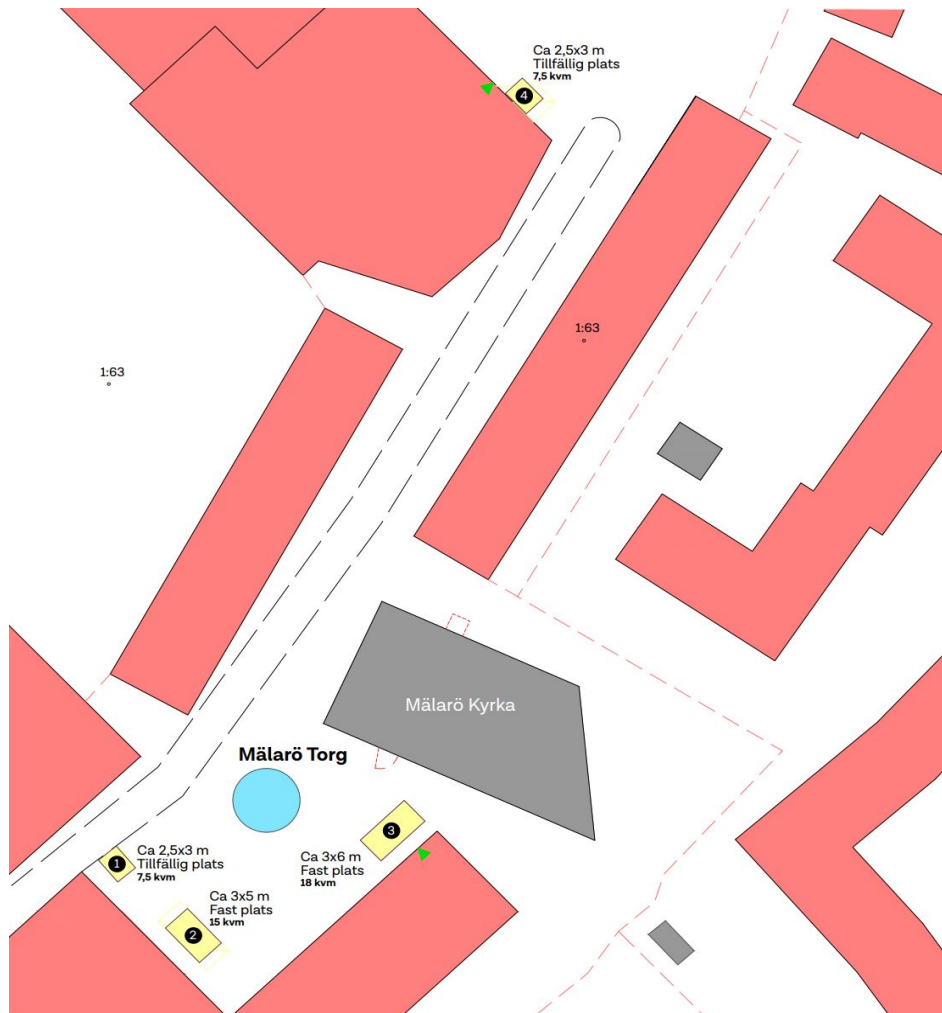 Ca 2,5x3 m
Tillfällig plats
7,5 kvm
4
1:63
1:63
Mälarö Kyrka
Mälarö Torg
3
Ca 3x6 m
Fast plats
18 kvm
1
Ca 2,5x3 m
Tillfällig plats
7,5 kvm
Ca 3x5 m
Fast plats
15 kvm
2